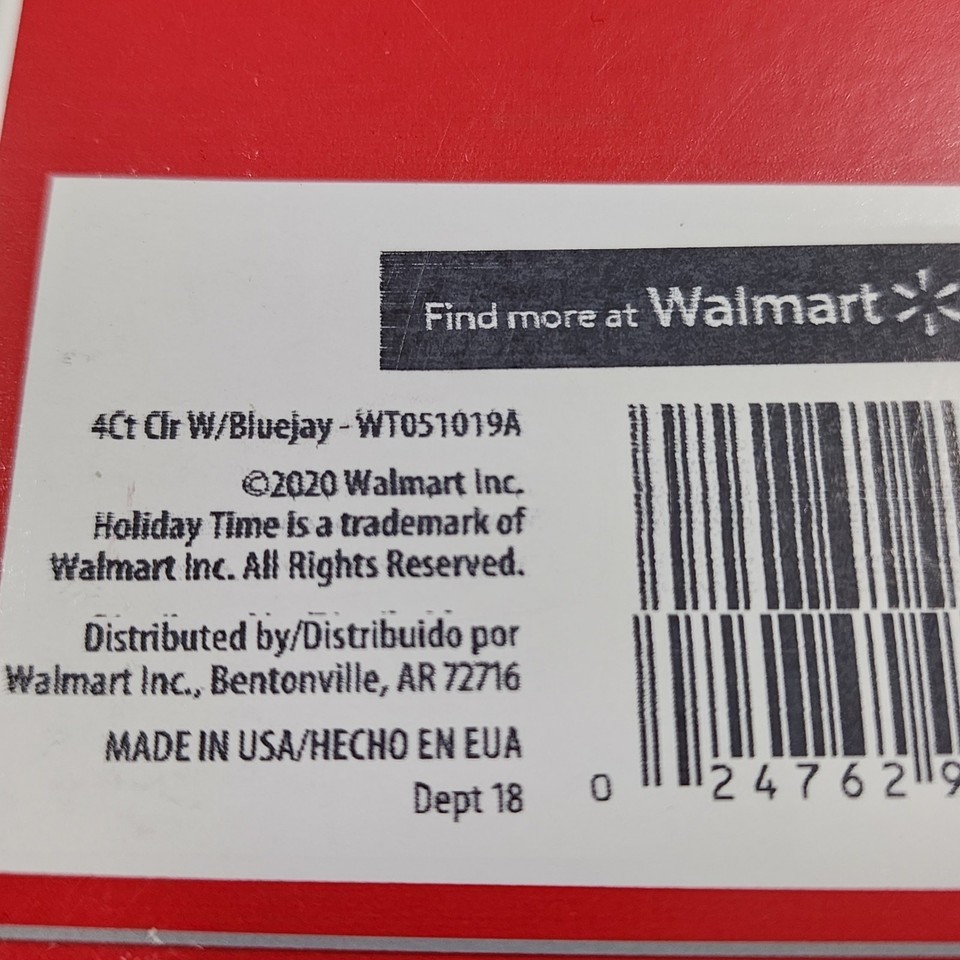 Find more at Walmart
4Ct Clr W/Bluejay - WT051019A
©2020 Walmart Inc.
Holiday Time is a trademark of
Walmart Inc. All Rights Reserved.
Distributed by/Distribuido por
Walmart Inc., Bentonville, AR 72716
MADE IN USA/HECHO EN EUA
Dept 18
0 24762 9